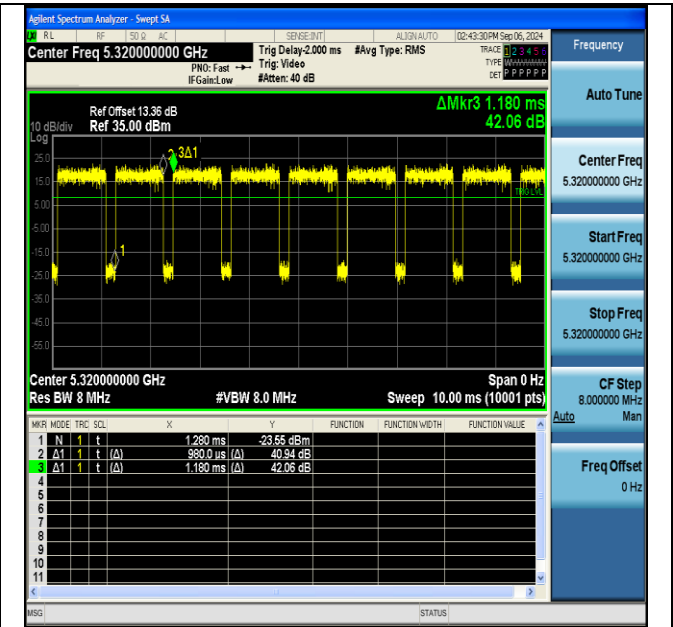 Agilent Spectrum Analyzer - Swept SA
RL RF 50 Ω AC SENSE:INT ALIGN AUTO 02:43:30 PM Sep 06, 2024
Center Freq 5.320000000 GHz
Trig Delay-2.000 ms #Avg Type: RMS
TRACE 1 2 3 4 5 6
PNO: Fast Trig: Video
TYPE WWWWWW
IFGain:Low #Atten: 40 dB
DET P P P P P P
Frequency
Auto Tune
Ref Offset 13.36 dB
ΔMkr3 1.180 ms
10 dB/div Ref 35.00 dBm
42.06 dB
Log
25.0
15.0
5.00
-5.00
-15.0
-25.0
-35.0
-45.0
-55.0
2 3Δ1
TRIG LVL
1
Center Freq
5.320000000 GHz
Start Freq
5.320000000 GHz
Stop Freq
5.320000000 GHz
Center 5.320000000 GHz Span 0 Hz
Res BW 8 MHz #VBW 8.0 MHz Sweep 10.00 ms (10001 pts)
CF Step
8.000000 MHz
Auto Man
Freq Offset
0 Hz
MKR MODE TRC SCL X Y FUNCTION FUNCTION WIDTH FUNCTION VALUE
1 N 1 t 1.280 ms -23.55 dBm
2 Δ1 1 t (Δ) 980.0 µs (Δ) 40.94 dB
3 Δ1 1 t (Δ) 1.180 ms (Δ) 42.06 dB
4
5
6
7
8
9
10
11
MSG STATUS